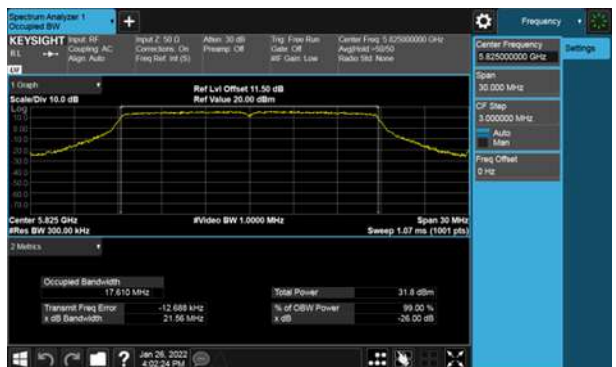 Spectrum Analyzer 1
Occupied BW
Frequency
KEYSIGHT Input: RF
RL Coupling: AC
Align: Auto
Input Z: 50 Ω
Corrections: On
Freq Ref: Int (S)
Atten: 30 dB
Preamp: Off
Trig: Free Run
Gate: Off
#IF Gain: Low
Center Freq: 5.825000000 GHz
Avg|Hold:>50/50
Radio Std: None
Center Frequency
5.825000000 GHz
Settings
Span
30.000 MHz
CF Step
3.000000 MHz
Auto
Man
Freq Offset
0 Hz
1 Graph
Scale/Div 10.0 dB
Ref Lvl Offset 11.50 dB
Ref Value 20.00 dBm
Log
10.0
0.00
Center 5.825 GHz
#Res BW 300.00 kHz
#Video BW 1.0000 MHz
Span 30 MHz
Sweep 1.07 ms (1001 pts)
2 Metrics
Occupied Bandwidth
17.610 MHz
Total Power 31.8 dBm
Transmit Freq Error -12.688 kHz
% of OBW Power 99.00 %
x dB Bandwidth 21.56 MHz
x dB -26.00 dB
?
Jan 26, 2022
4:02:24 PM